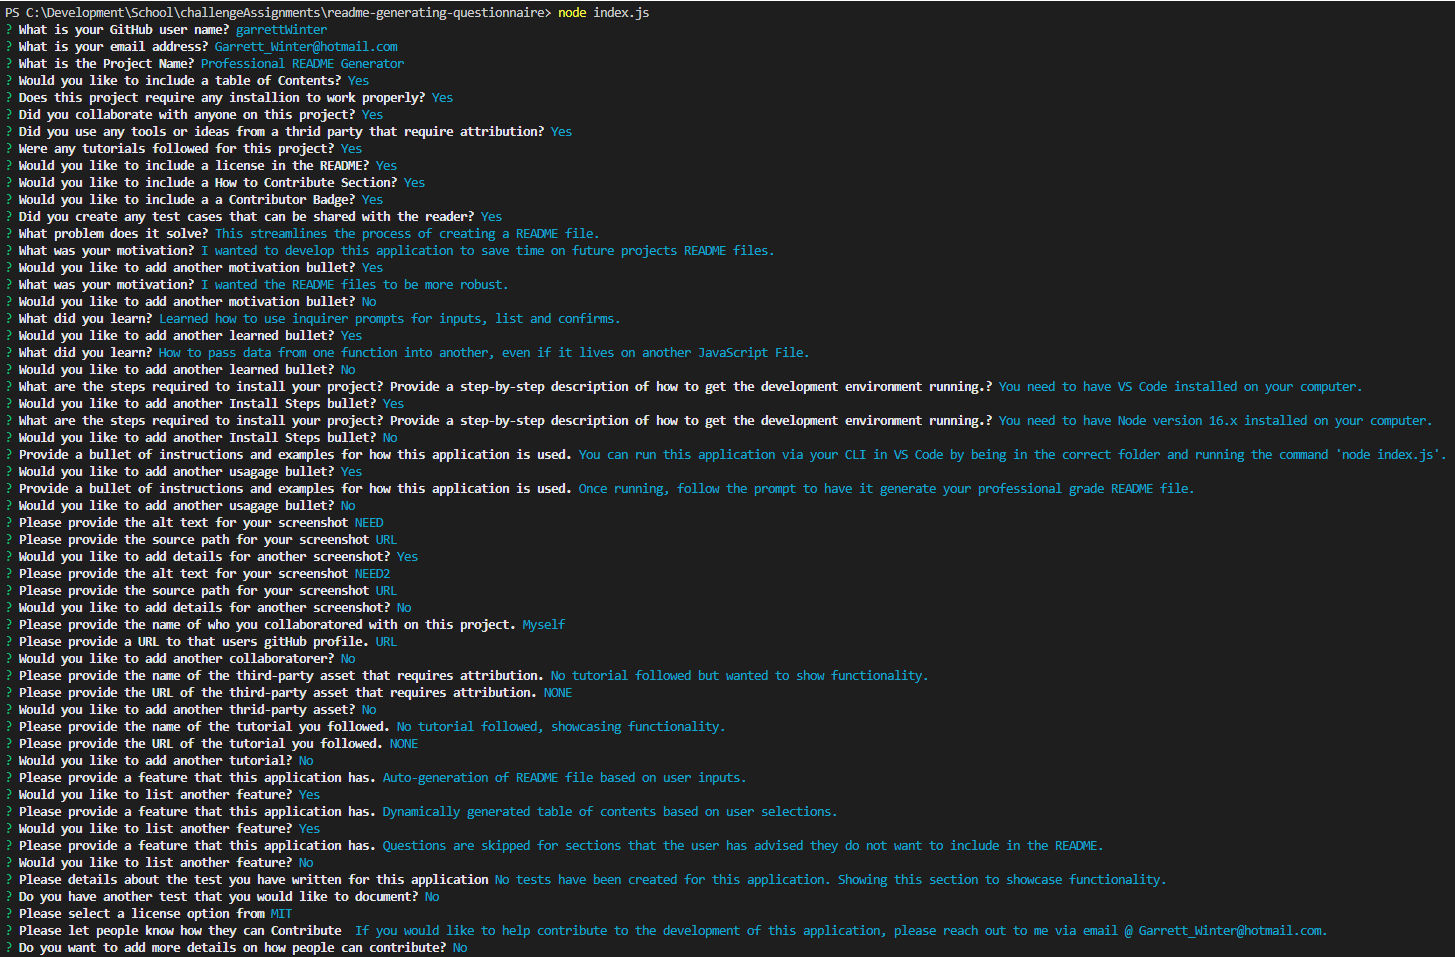 PS C:\Development\School\challengeAssignments\readme-generating-questionnaire> node index.js
? What is your GitHub user name? garrettWinter
? What is your email address? Garrett_Winter@hotmail.com
? What is the Project Name? Professional README Generator
? Would you like to include a table of Contents? Yes
? Does this project require any installion to work properly? Yes
? Did you collaborate with anyone on this project? Yes
? Did you use any tools or ideas from a thrid party that require attribution? Yes
? Were any tutorials followed for this project? Yes
? Would you like to include a license in the README? Yes
? Would you like to include a How to Contribute Section? Yes
? Would you like to include a a Contributor Badge? Yes
? Did you create any test cases that can be shared with the reader? Yes
? What problem does it solve? This streamlines the process of creating a README file.
? What was your motivation? I wanted to develop this application to save time on future projects README files.
? Would you like to add another motivation bullet? Yes
? What was your motivation? I wanted the README files to be more robust.
? Would you like to add another motivation bullet? No
? What did you learn? Learned how to use inquirer prompts for inputs, list and confirms.
? Would you like to add another learned bullet? Yes
? What did you learn? How to pass data from one function into another, even if it lives on another JavaScript File.
? Would you like to add another learned bullet? No
? What are the steps required to install your project? Provide a step-by-step description of how to get the development environment running.? You need to have VS Code installed on your computer.
? Would you like to add another Install Steps bullet? Yes
? What are the steps required to install your project? Provide a step-by-step description of how to get the development environment running.? You need to have Node version 16.x installed on your computer.
? Would you like to add another Install Steps bullet? No
? Provide a bullet of instructions and examples for how this application is used. You can run this application via your CLI in VS Code by being in the correct folder and running the command 'node index.js'.
? Would you like to add another usagage bullet? Yes
? Provide a bullet of instructions and examples for how this application is used. Once running, follow the prompt to have it generate your professional grade README file.
? Would you like to add another usagage bullet? No
? Please provide the alt text for your screenshot NEED
? Please provide the source path for your screenshot URL
? Would you like to add details for another screenshot? Yes
? Please provide the alt text for your screenshot NEED2
? Please provide the source path for your screenshot URL
? Would you like to add details for another screenshot? No
? Please provide the name of who you collaboratored with on this project. Myself
? Please provide a URL to that users gitHub profile. URL
? Would you like to add another collaboratorer? No
? Please provide the name of the third-party asset that requires attribution. No tutorial followed but wanted to show functionality.
? Please provide the URL of the third-party asset that requires attribution. NONE
? Would you like to add another thrid-party asset? No
? Please provide the name of the tutorial you followed. No tutorial followed, showcasing functionality.
? Please provide the URL of the tutorial you followed. NONE
? Would you like to add another tutorial? No
? Please provide a feature that this application has. Auto-generation of README file based on user inputs.
? Would you like to list another feature? Yes
? Please provide a feature that this application has. Dynamically generated table of contents based on user selections.
? Would you like to list another feature? Yes
? Please provide a feature that this application has. Questions are skipped for sections that the user has advised they do not want to include in the README.
? Would you like to list another feature? No
? Please details about the test you have written for this application No tests have been created for this application. Showing this section to showcase functionality.
? Do you have another test that you would like to document? No
? Please select a license option from MIT
? Please let people know how they can Contribute  If you would like to help contribute to the development of this application, please reach out to me via email @ Garrett_Winter@hotmail.com.
? Do you want to add more details on how people can contribute? No